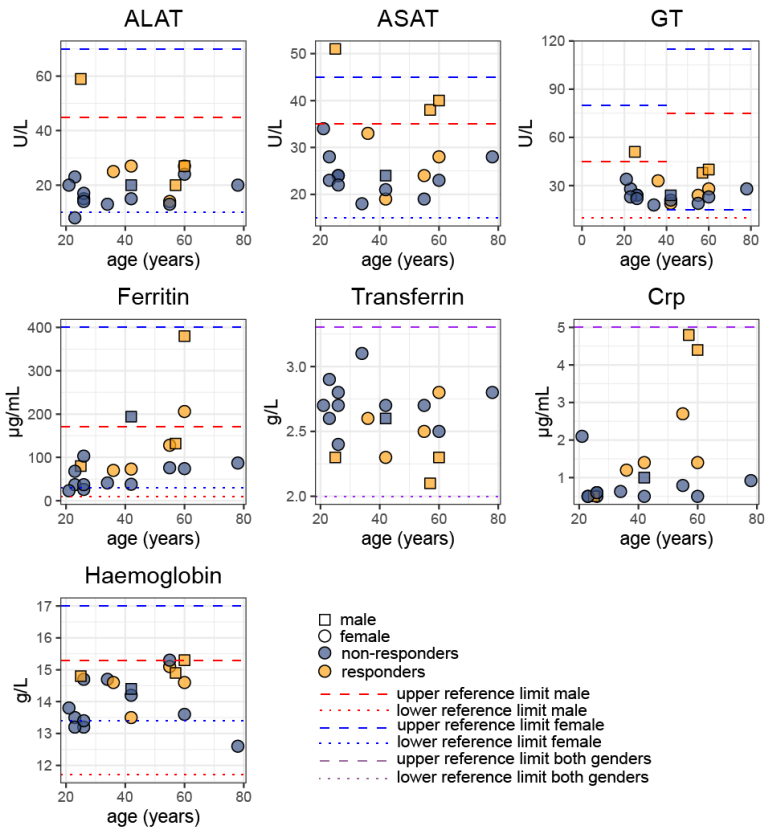 ALAT
ASAT
GT
U/L
60
40
20
20 40 60 80
age (years)
U/L
50
40
30
20
20 40 60 80
age (years)
U/L
120
90
60
30
0 20 40 60 80
age (years)
Ferritin
Transferrin
Crp
µg/mL
400
300
200
100
0
20 40 60 80
age (years)
g/L
3.0
2.5
2.0
20 40 60 80
age (years)
5
4
3
2
1
20 40 60 80
age (years)
Haemoglobin
g/L
17
16
15
14
13
12
20 40 60 80
age (years)
male
female
non-responders
responders
upper reference limit male
lower reference limit male
upper reference limit female
lower reference limit female
upper reference limit both genders
lower reference limit both genders